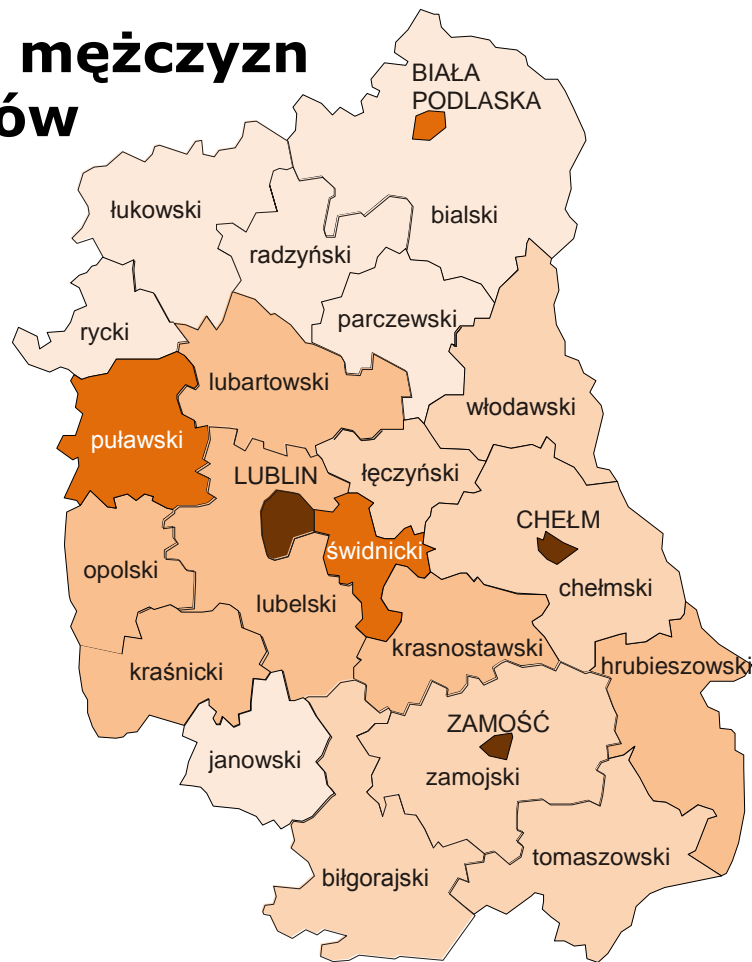 mężczyzn
ów
BIAŁA
PODLASKA
łukowski
bialski
radzyński
parczewski
rycki
lubartowski
włodawski
puławski
LUBLIN
łęczyński
CHEŁM
świdnicki
opolski
chełmski
lubelski
krasnostawski
hrubieszowski
kraśnicki
ZAMOŚĆ
janowski
zamojski
tomaszowski
biłgorajski